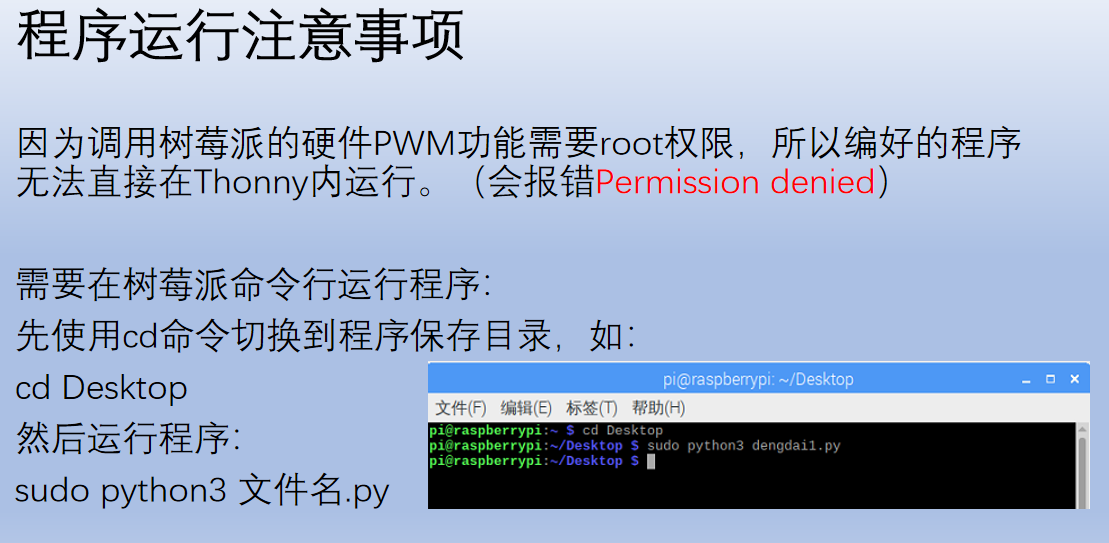 程序运行注意事项
因为调用树莓派的硬件PWM功能需要root权限，所以编好的程序
无法直接在Thonny内运行。（会报错Permission denied）
需要在树莓派命令行运行程序：
先使用cd命令切换到程序保存目录，如：
cd Desktop
然后运行程序：
sudo python3 文件名.py
pi@raspberrypi: ~/Desktop
文件(F) 编辑(E) 标签(T) 帮助(H)
pi@raspberrypi:~ $ cd Desktop
pi@raspberrypi:~/Desktop $ sudo python3 dengdai1.py
pi@raspberrypi:~/Desktop $